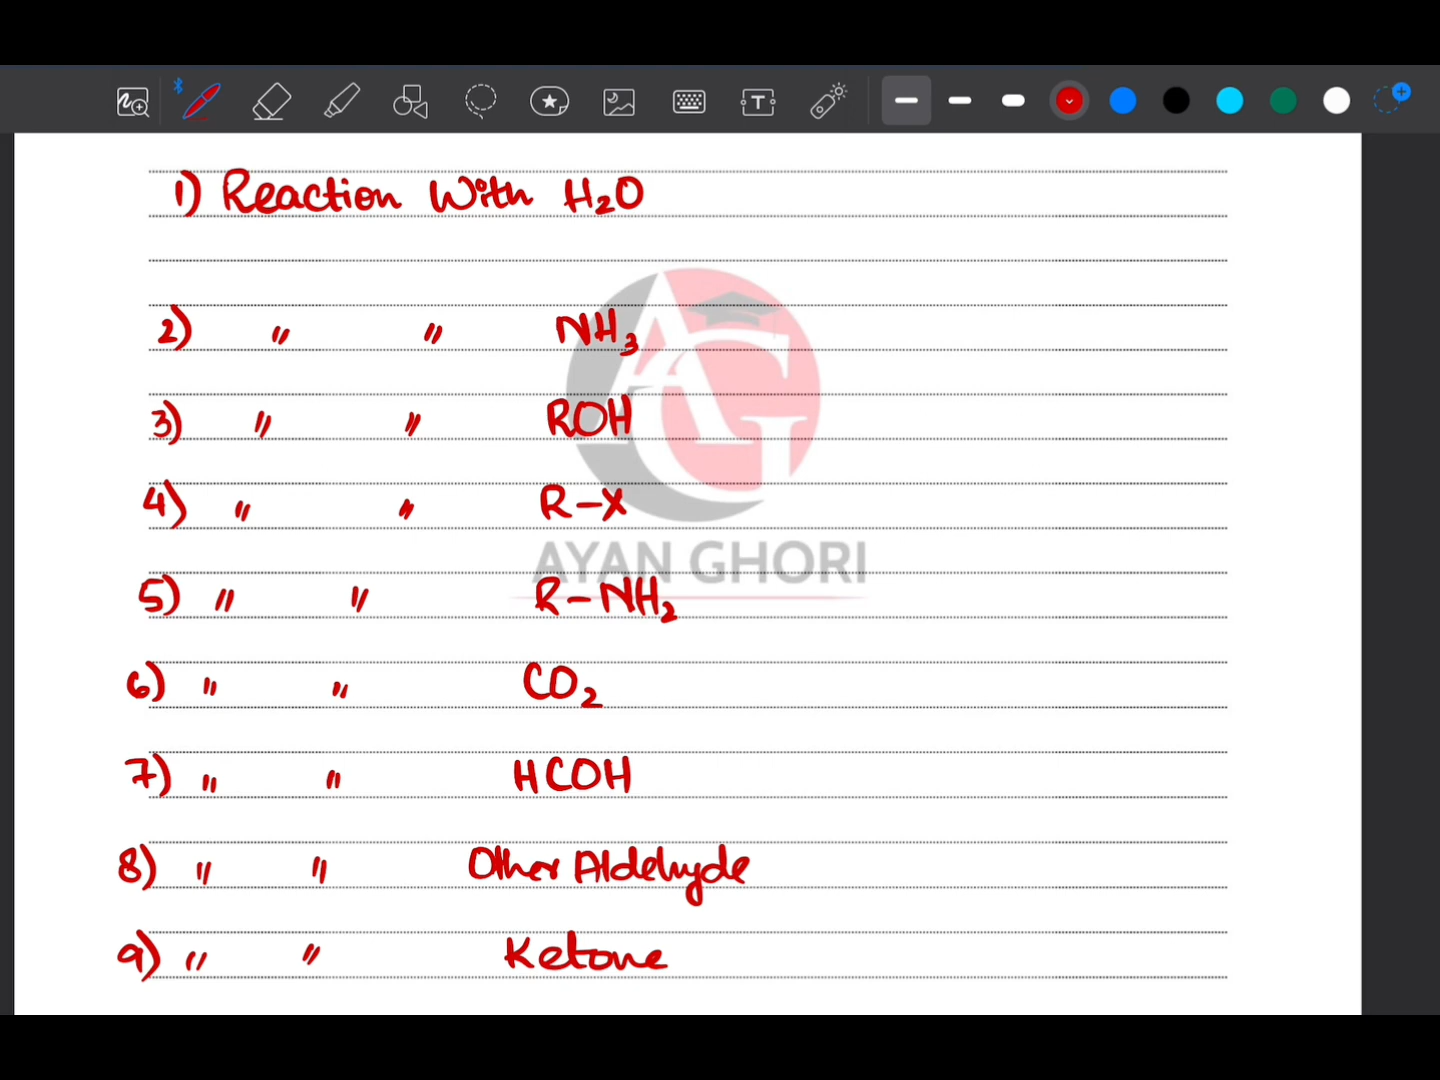 1) Reaction With H₂O
2) " " NH₃
3) " " ROH
4) " " R-X
5) " " R-NH₂
6) " " CO₂
7) " " HCOH
8) " " Other Aldehyde
9) " " Ketone
AG
AYAN GHORI